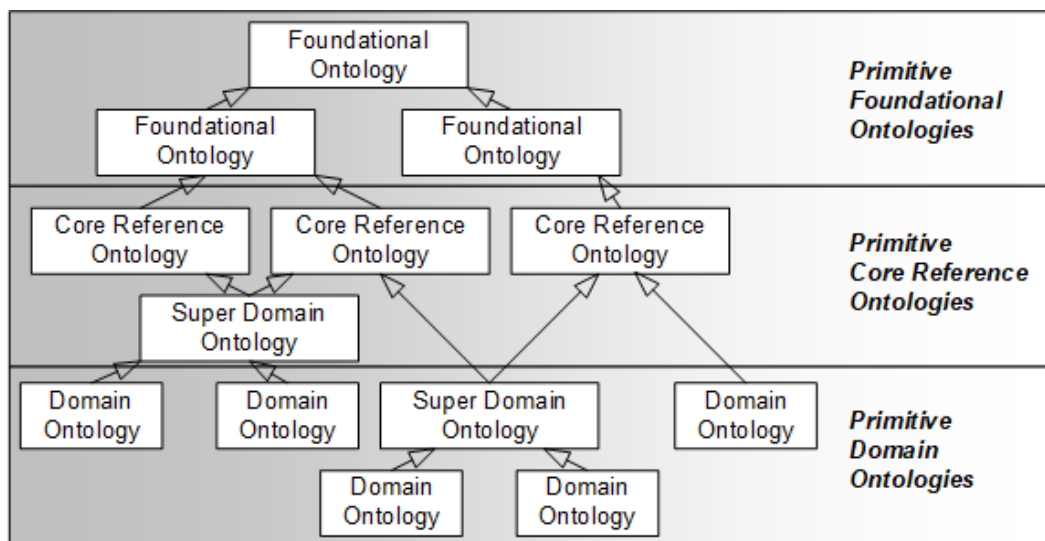 Foundational
Ontology
Foundational
Ontology
Foundational
Ontology
Primitive
Foundational
Ontologies
Core Reference
Ontology
Core Reference
Ontology
Core Reference
Ontology
Super Domain
Ontology
Primitive
Core Reference
Ontologies
Domain
Ontology
Domain
Ontology
Super Domain
Ontology
Domain
Ontology
Domain
Ontology
Domain
Ontology
Primitive
Domain
Ontologies